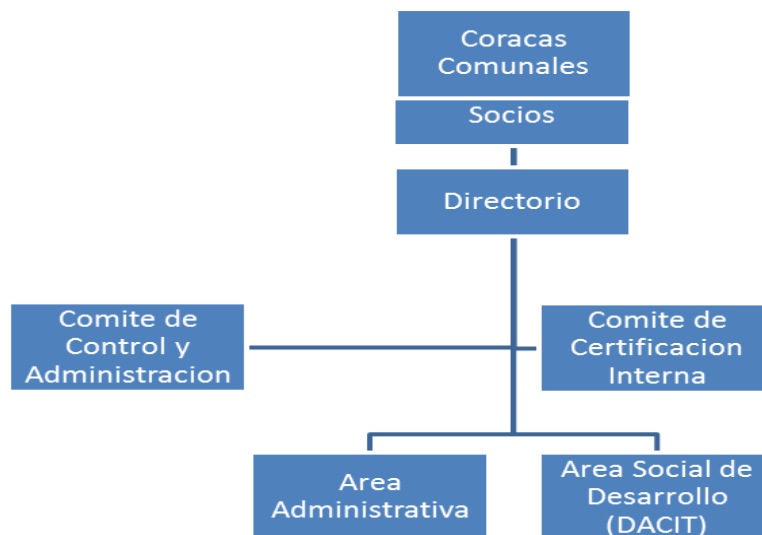 Coracas
Comunales
Socios
Directorio
Comite de
Control y
Administracion
Comite de
Certificacion
Interna
Area
Administrativa
Area Social de
Desarrollo
(DACIT)